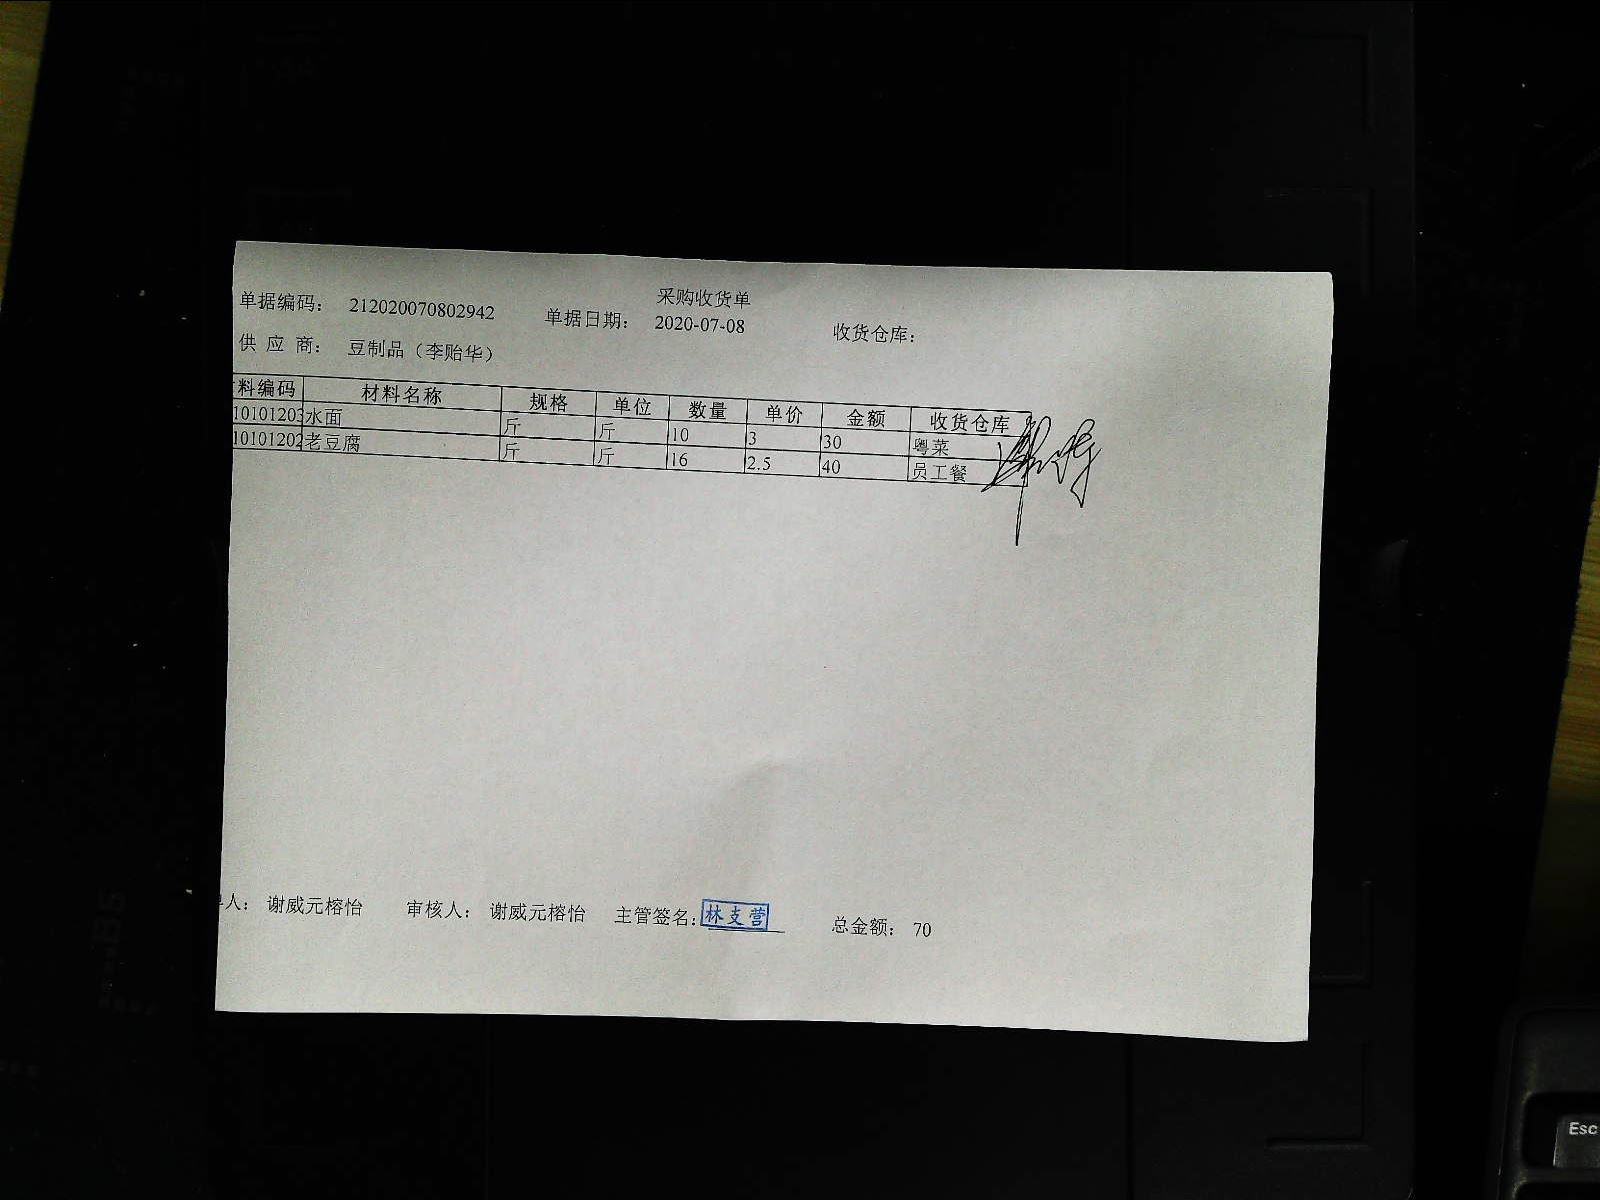 采购收货单
单据编码： 212020070802942 单据日期： 2020-07-08 收货仓库：
供 应 商： 豆制品（李贻华）
料编码 材料名称 规格 单位 数量 单价 金额 收货仓库
10101203 水面 斤 斤 10 3 30 粤菜
10101202 老豆腐 斤 斤 16 2.5 40 员工餐
人： 谢威元榕怡 审核人： 谢威元榕怡 主管签名： 林支营 总金额： 70
Esc